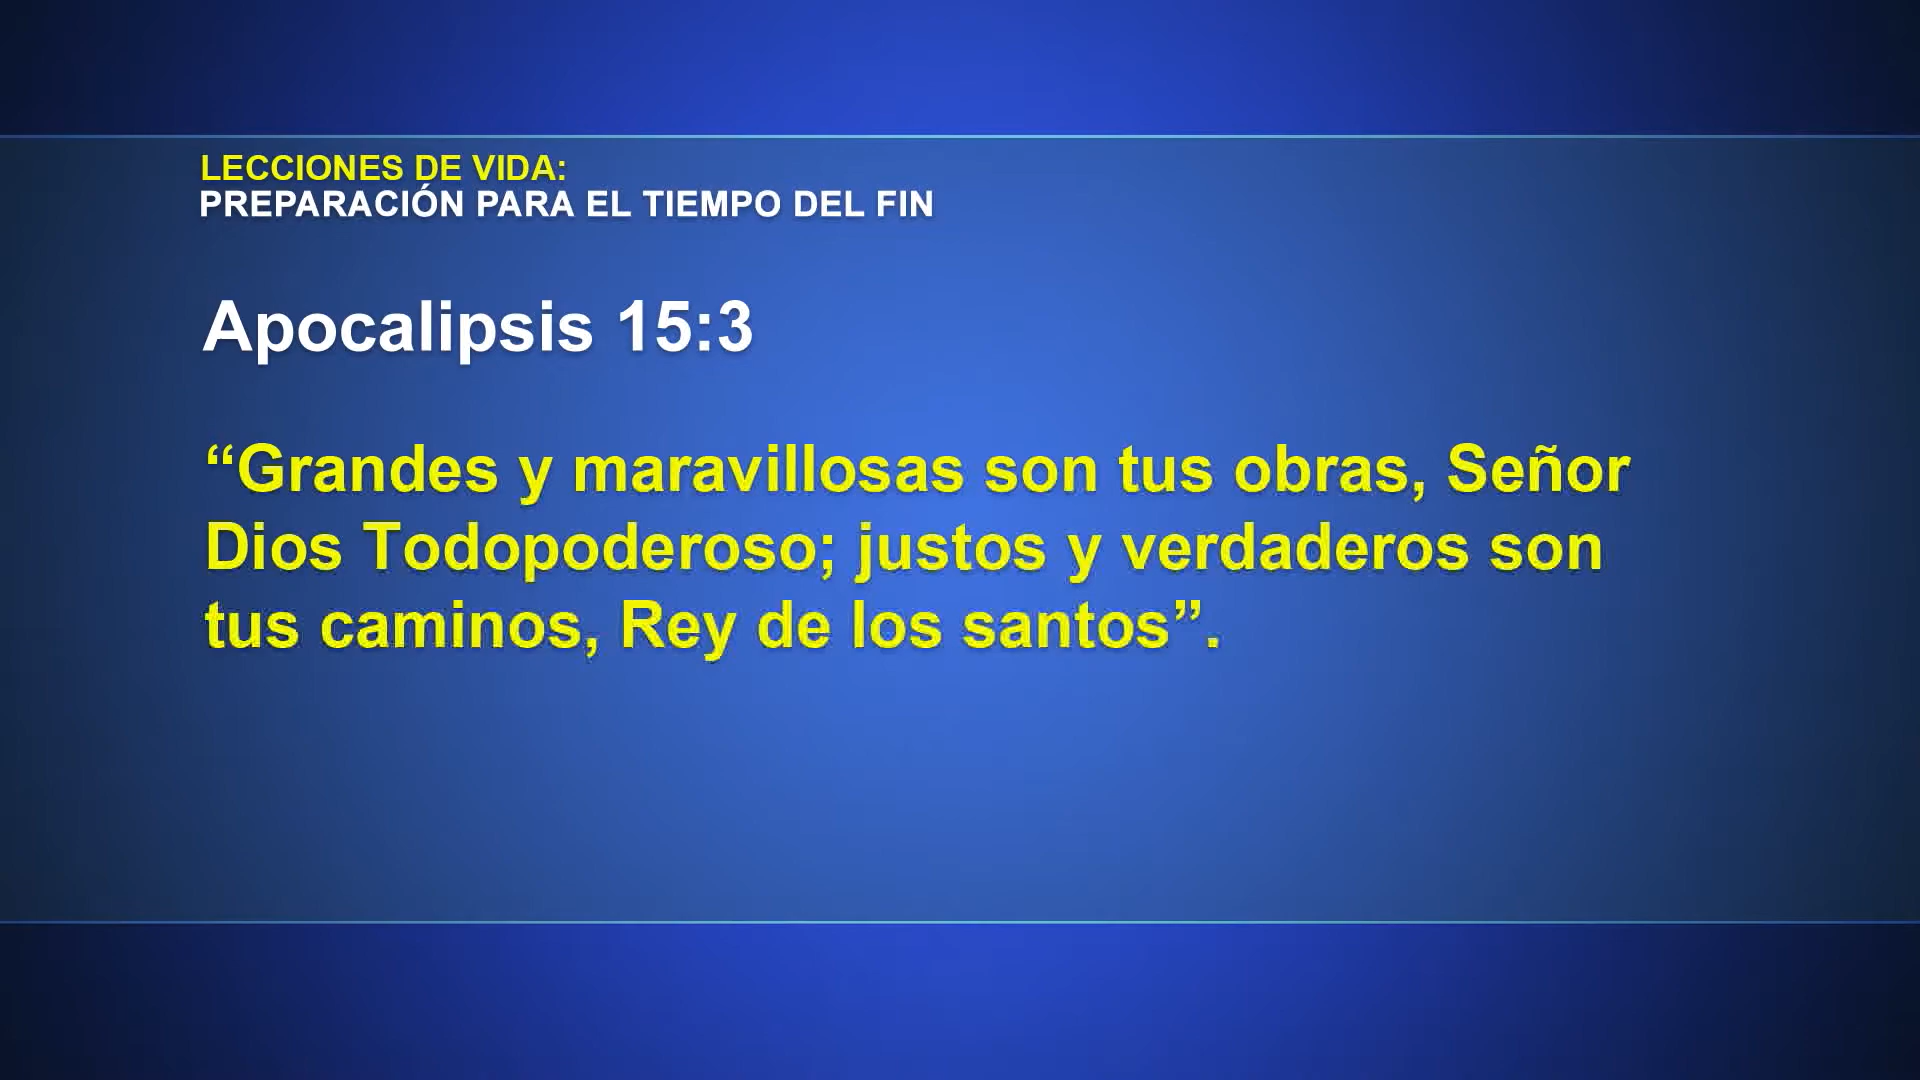 LECCIONES DE VIDA:
PREPARACIÓN PARA EL TIEMPO DEL FIN
Apocalipsis 15:3
“Grandes y maravillosas son tus obras, Señor
Dios Todopoderoso; justos y verdaderos son
tus caminos, Rey de los santos”.